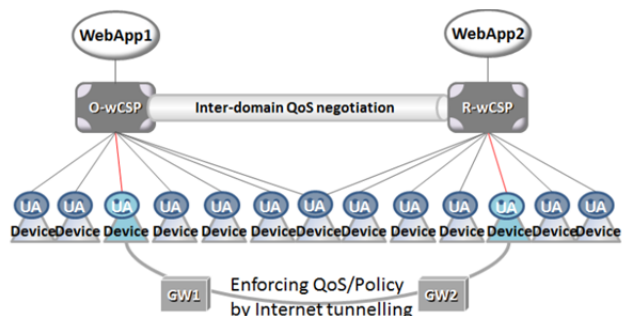 WebApp1 WebApp2
O-wCSP Inter-domain QoS negotiation R-wCSP
UA UA UA UA UA UA UA UA UA UA UA UA UA
Device Device Device Device Device Device Device Device Device Device Device Device Device
GW1 Enforcing QoS/Policy GW2
by Internet tunnelling